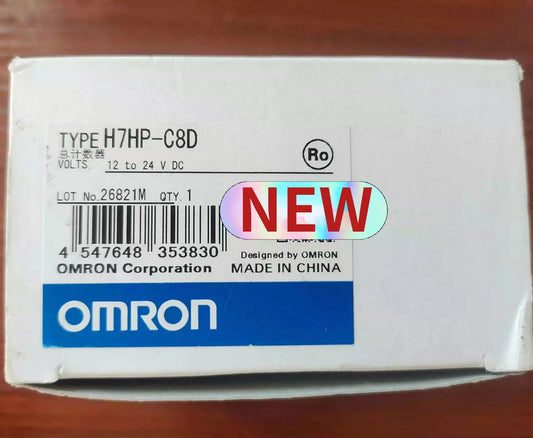 TYPE H7HP-C8D
总计数器
VOLTS. 12 to 24 V DC
Ro
LOT No. 26821M QTY. 1
NEW
4 547648 353830
Designed by OMRON
OMRON Corporation MADE IN CHINA
OMRON